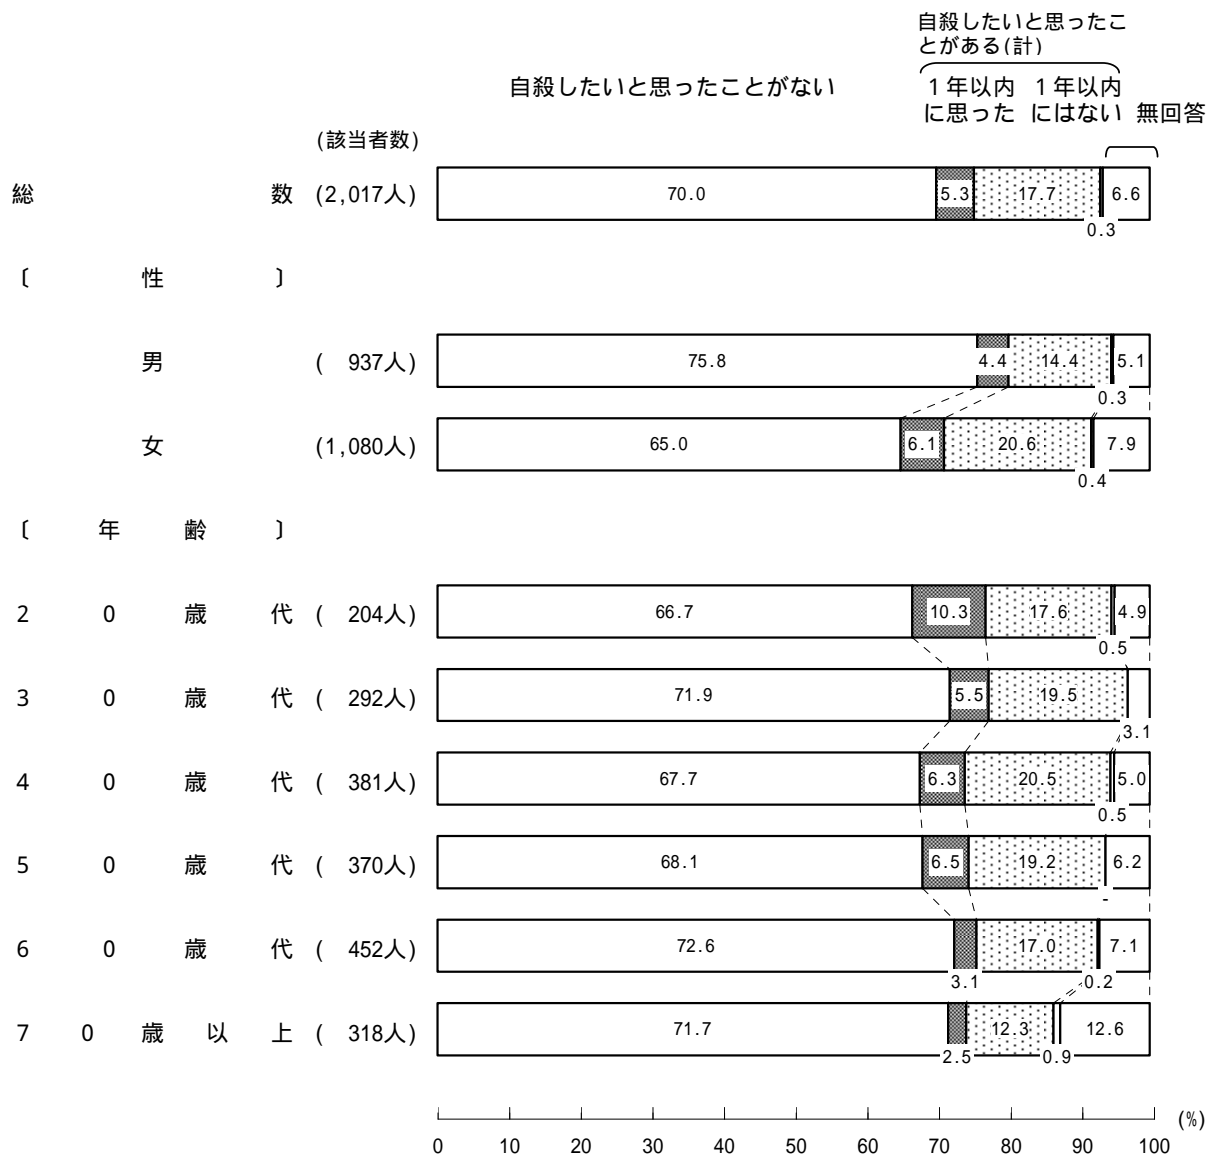 自殺したいと思ったこ
とがある(計)
自殺したいと思ったことがない
１年以内 １年以内
に思った にはない 無回答
(該当者数)
総 数 (2,017人) 70.0 5.3 17.7 6.6
0.3
〔 性 〕
男 ( 937人) 75.8 4.4 14.4 5.1
0.3
女 (1,080人) 65.0 6.1 20.6 7.9
0.4
〔 年 齢 〕
2 0 歳 代 ( 204人) 66.7 10.3 17.6 4.9
0.5
3 0 歳 代 ( 292人) 71.9 5.5 19.5
3.1
4 0 歳 代 ( 381人) 67.7 6.3 20.5 5.0
0.5
5 0 歳 代 ( 370人) 68.1 6.5 19.2 6.2
-
6 0 歳 代 ( 452人) 72.6 17.0 7.1
3.1 0.2
7 0 歳 以 上 ( 318人) 71.7 12.3 12.6
2.5 0.9
(%)
0 10 20 30 40 50 60 70 80 90 100